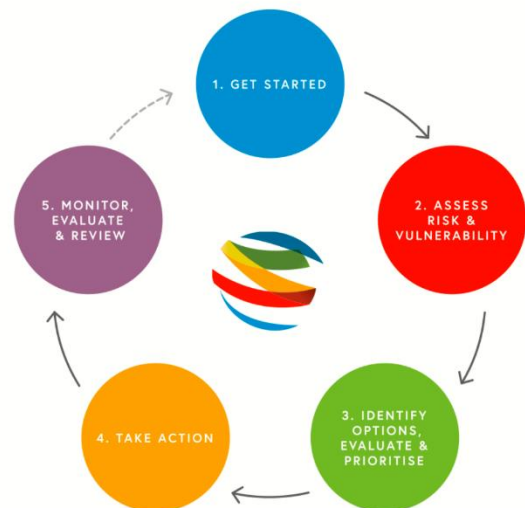 1. GET STARTED
2. ASSESS
RISK &
VULNERABILITY
3. IDENTIFY
OPTIONS,
EVALUATE &
PRIORITISE
4. TAKE ACTION
5. MONITOR,
EVALUATE
& REVIEW